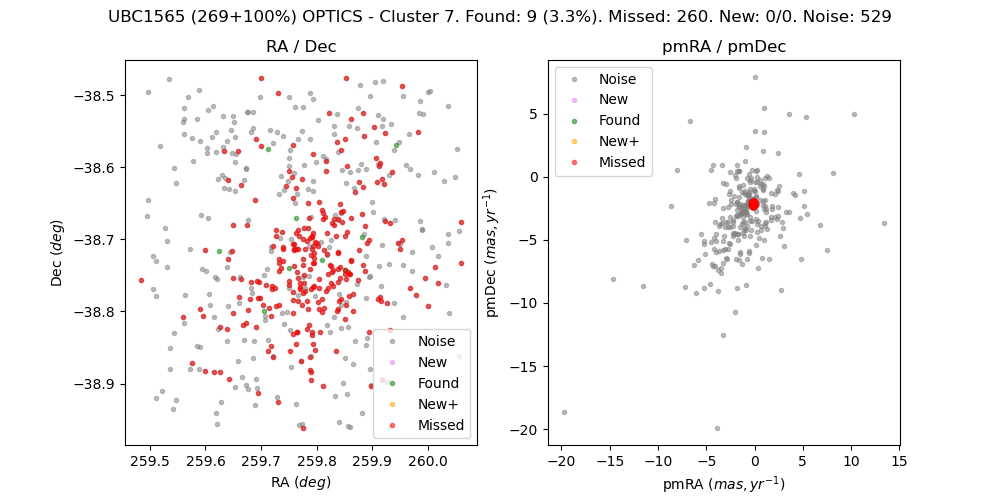 UBC1565 (269+100%) OPTICS - Cluster 7. Found: 9 (3.3%). Missed: 260. New: 0/0. Noise: 529
RA / Dec
pmRA / pmDec
−38.5
−38.6
−38.7
−38.8
−38.9
Dec (deg)
259.5 259.6 259.7 259.8 259.9 260.0
RA (deg)
Noise
New
Found
New+
Missed
5
0
−5
−10
−15
−20
pmDec (mas, yr⁻¹)
−20 −15 −10 −5 0 5 10 15
pmRA (mas, yr⁻¹)
Noise
New
Found
New+
Missed